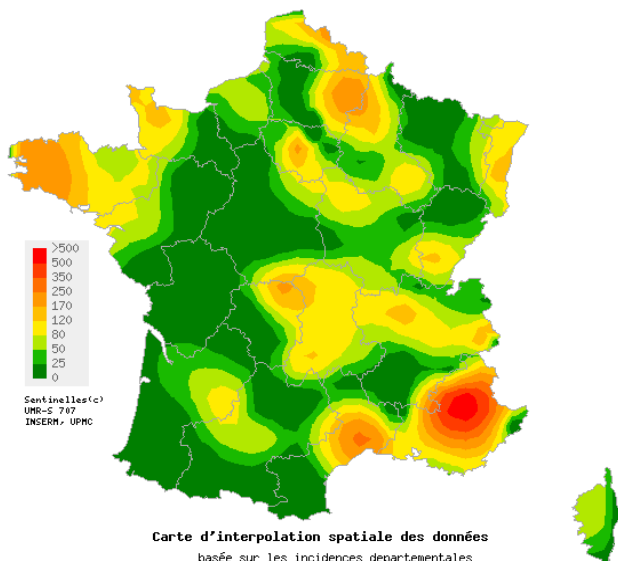 >500
500
350
250
170
120
80
50
25
0
Sentinelles(c)
UMR-S 707
INSERM, UPMC
Carte d'interpolation spatiale des données
basée sur les incidences departementales